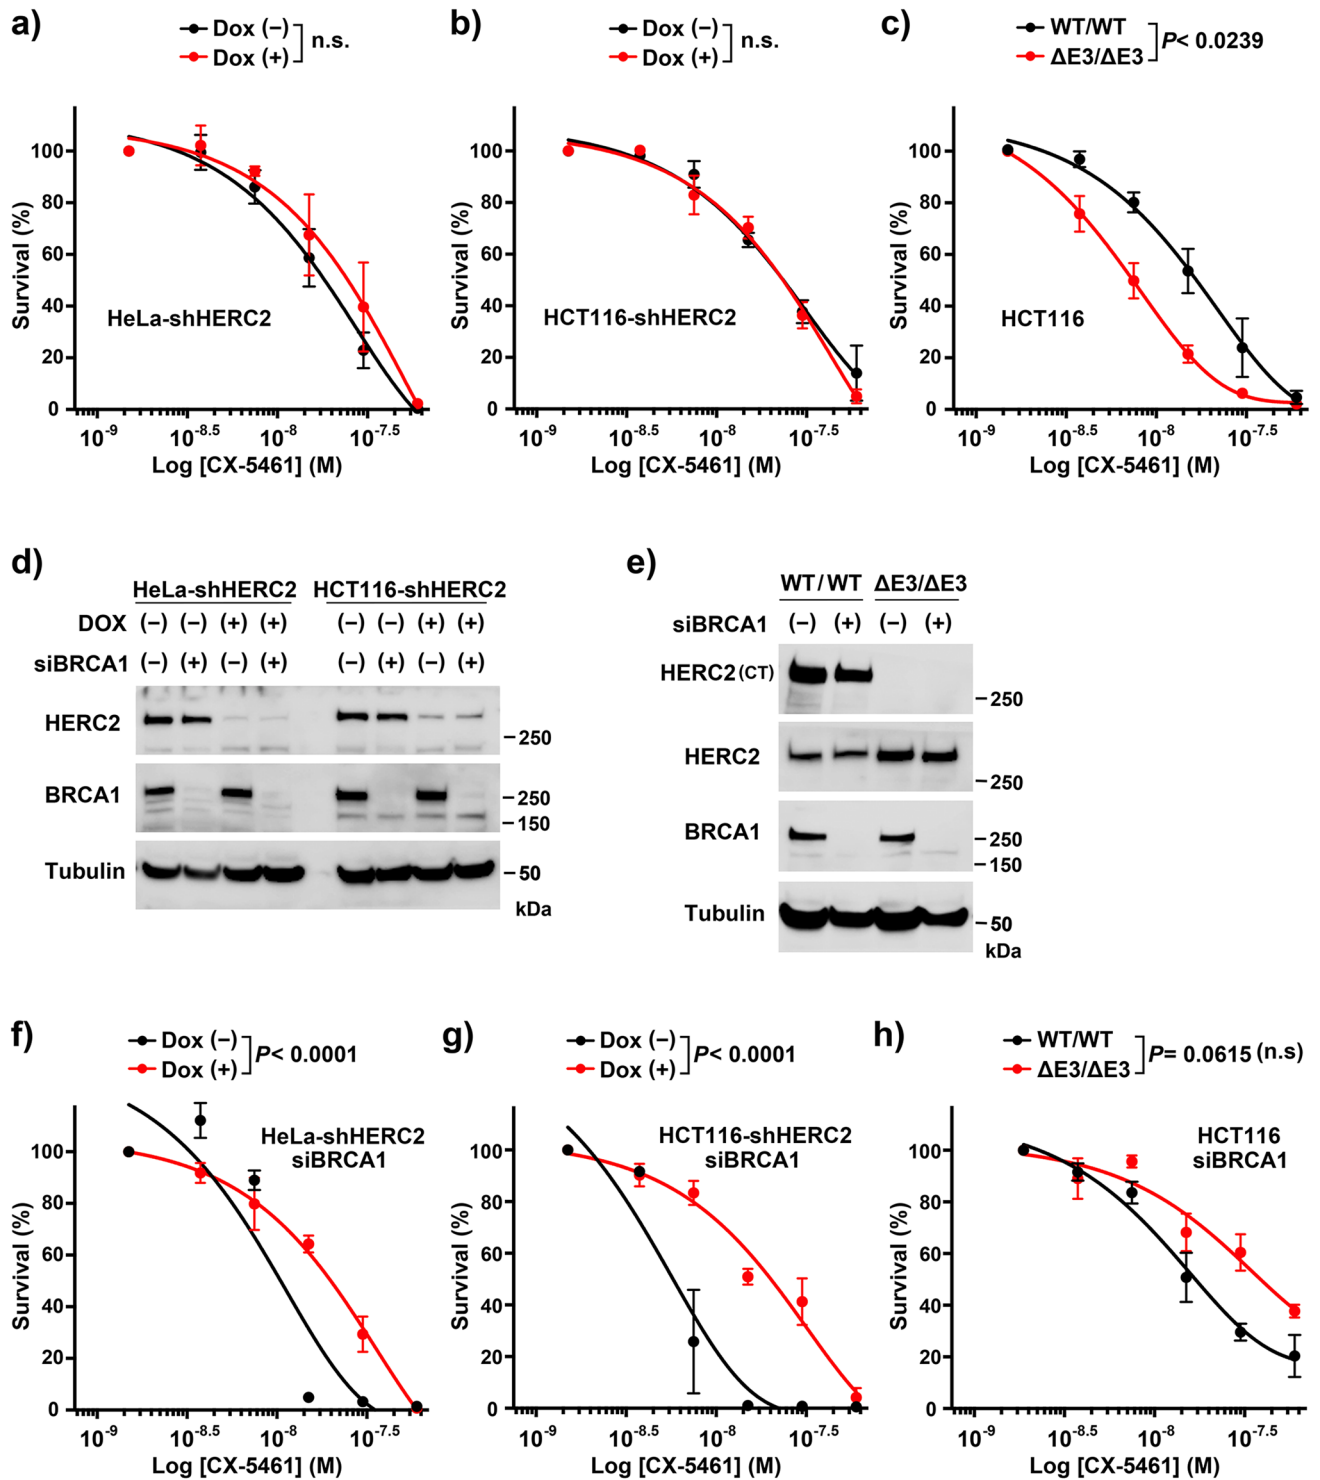 a)
Dox (−)
Dox (+)
n.s.
Survival (%)
100
80
60
40
20
0
HeLa-shHERC2
10-9
10-8.5
10-8
10-7.5
Log [CX-5461] (M)
b)
Dox (−)
Dox (+)
n.s.
Survival (%)
100
80
60
40
20
0
HCT116-shHERC2
10-9
10-8.5
10-8
10-7.5
Log [CX-5461] (M)
c)
WT/WT
ΔE3/ΔE3
P< 0.0239
Survival (%)
100
80
60
40
20
0
HCT116
10-9
10-8.5
10-8
10-7.5
Log [CX-5461] (M)
d)
HeLa-shHERC2 HCT116-shHERC2
DOX (−) (−) (+) (+) (−) (−) (+) (+)
siBRCA1 (−) (+) (−) (+) (−) (+) (−) (+)
HERC2
250
BRCA1
250
150
Tubulin
50
kDa
e)
WT/WT ΔE3/ΔE3
siBRCA1 (−) (+) (−) (+)
HERC2 (CT)
250
HERC2
250
BRCA1
250
150
Tubulin
50
kDa
f)
Dox (−)
Dox (+)
P< 0.0001
Survival (%)
100
80
60
40
20
0
HeLa-shHERC2
siBRCA1
10-9
10-8.5
10-8
10-7.5
Log [CX-5461] (M)
g)
Dox (−)
Dox (+)
P< 0.0001
Survival (%)
100
80
60
40
20
0
HCT116-shHERC2
siBRCA1
10-9
10-8.5
10-8
10-7.5
Log [CX-5461] (M)
h)
WT/WT
ΔE3/ΔE3
P= 0.0615 (n.s)
Survival (%)
100
80
60
40
20
0
HCT116
siBRCA1
10-9
10-8.5
10-8
10-7.5
Log [CX-5461] (M)